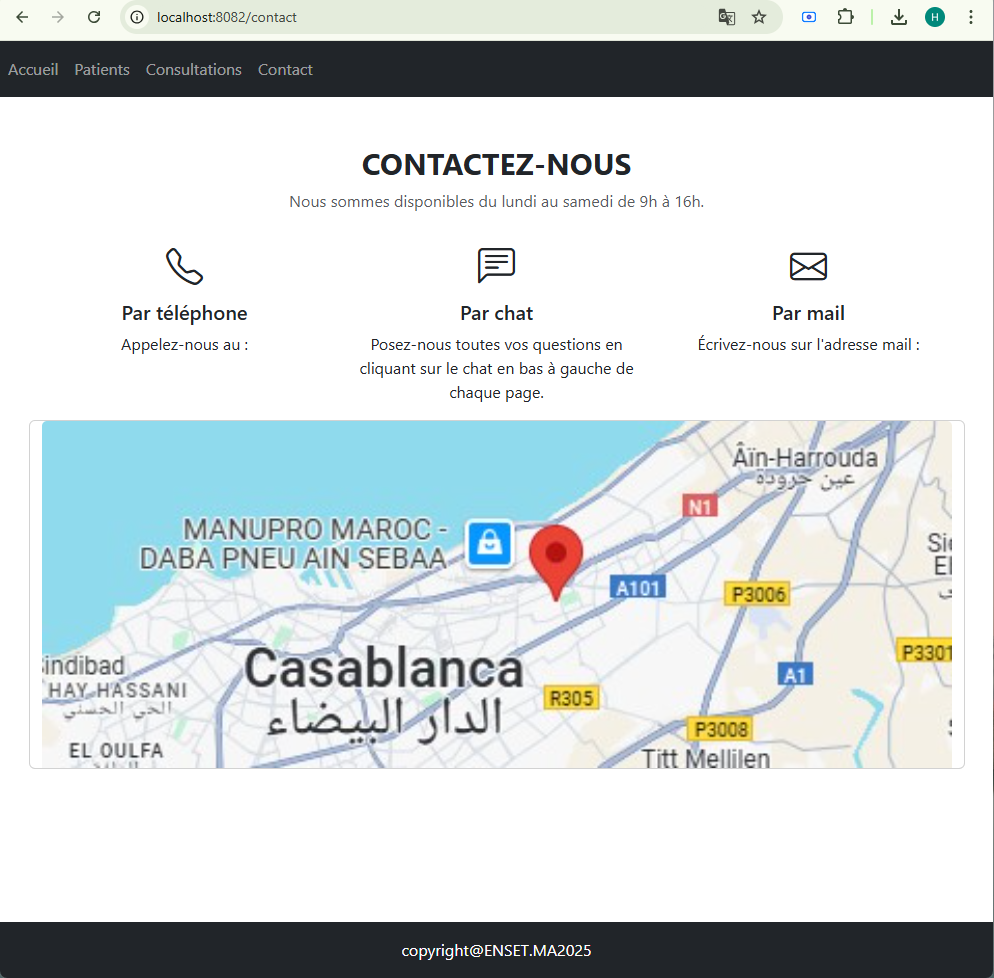 localhost:8082/contact
H
Accueil Patients Consultations Contact
CONTACTEZ-NOUS
Nous sommes disponibles du lundi au samedi de 9h à 16h.
Par téléphone
Appelez-nous au :
Par chat
Posez-nous toutes vos questions en
cliquant sur le chat en bas à gauche de
chaque page.
Par mail
Écrivez-nous sur l'adresse mail :
Âïn-Harrouda
عين حرودة
N1
MANUPRO MAROC -
DABA PNEU AIN SEBAA
A101
P3006
P3301
Casablanca
الدار البيضاء
HAY HASSANI
الحي الحسني
EL OULFA
R305
A1
P3008
Titt Mellilen
copyright@ENSET.MA2025